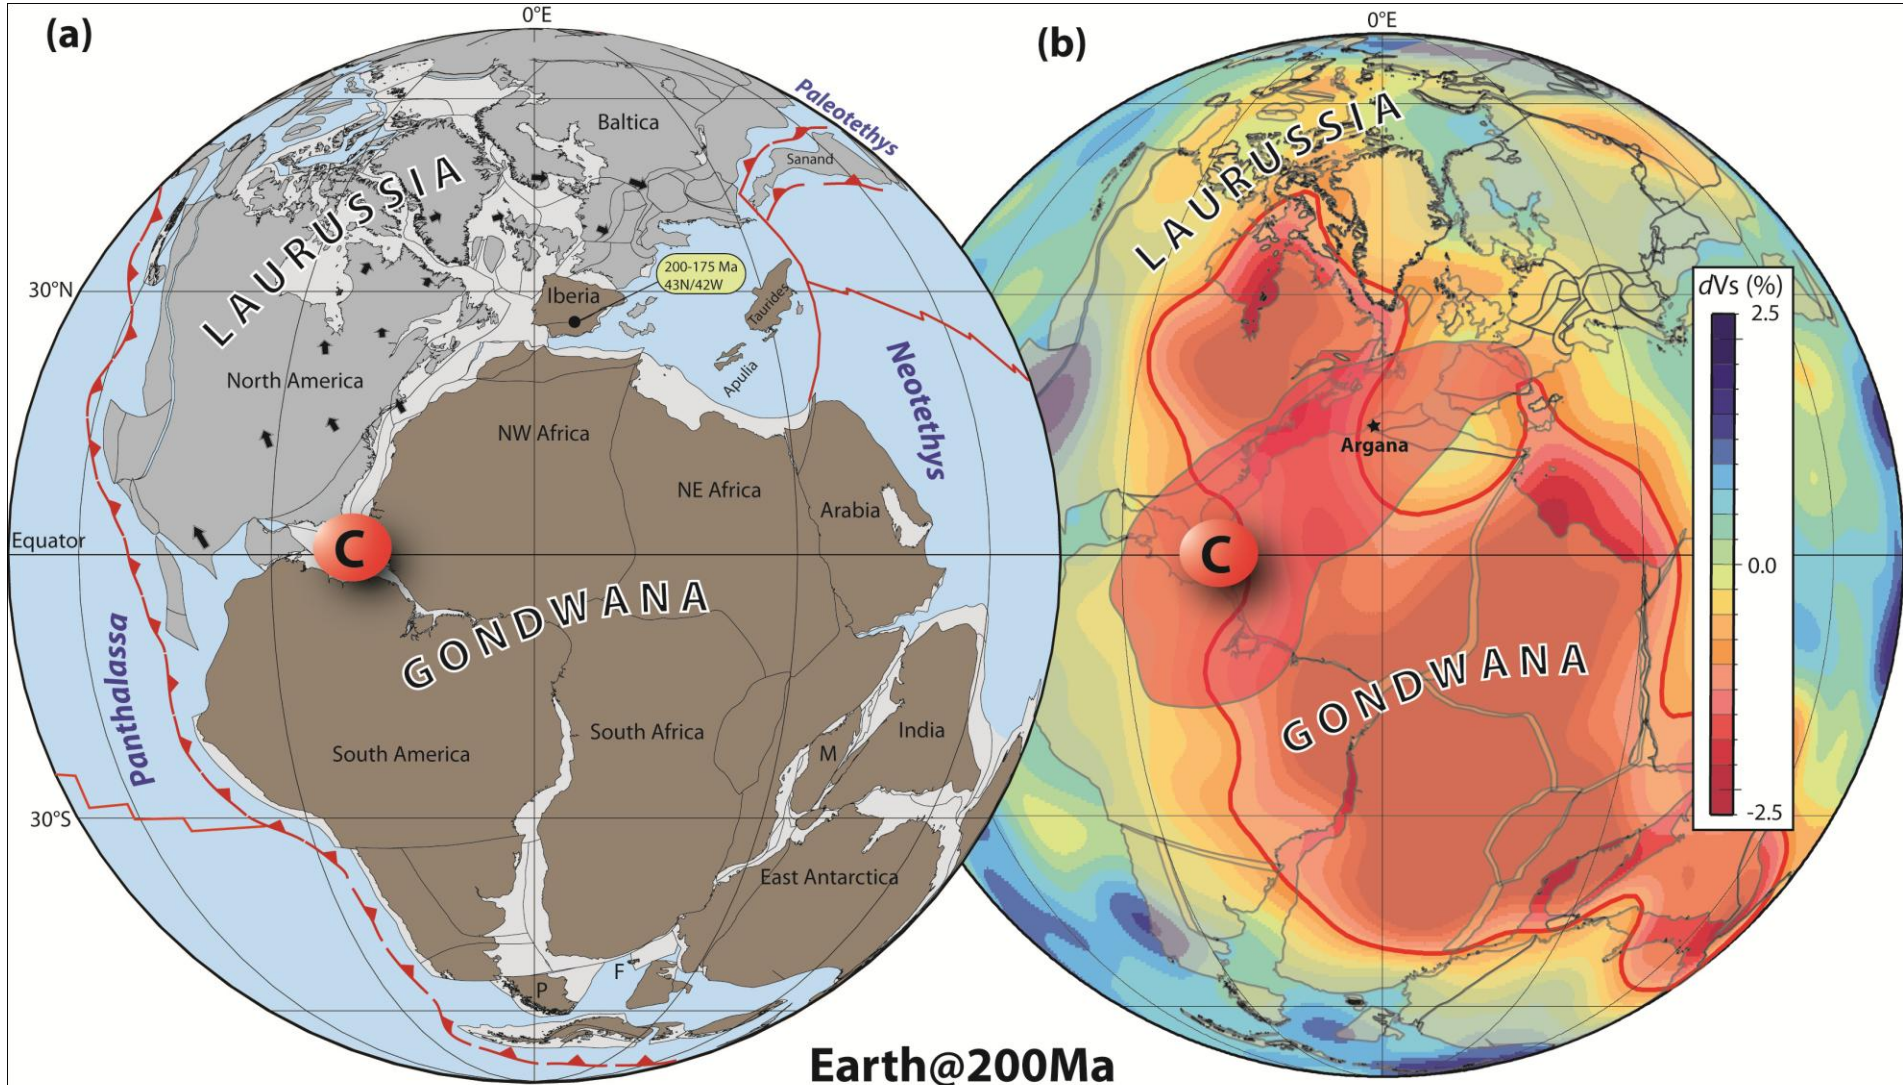 (a)
0°E
Paleotethys
Baltica
Sanand
LAURUSSIA
200-175 Ma
43N/42W
30°N
Iberia
Taurides
Apulia
Neotethys
North America
NW Africa
NE Africa
Arabia
Equator
C
GONDWANA
Panthalassa
South America
South Africa
M
India
30°S
East Antarctica
F
P
(b)
0°E
LAURUSSIA
dVs (%)
2.5
0.0
-2.5
Argana
C
GONDWANA
Earth@200Ma